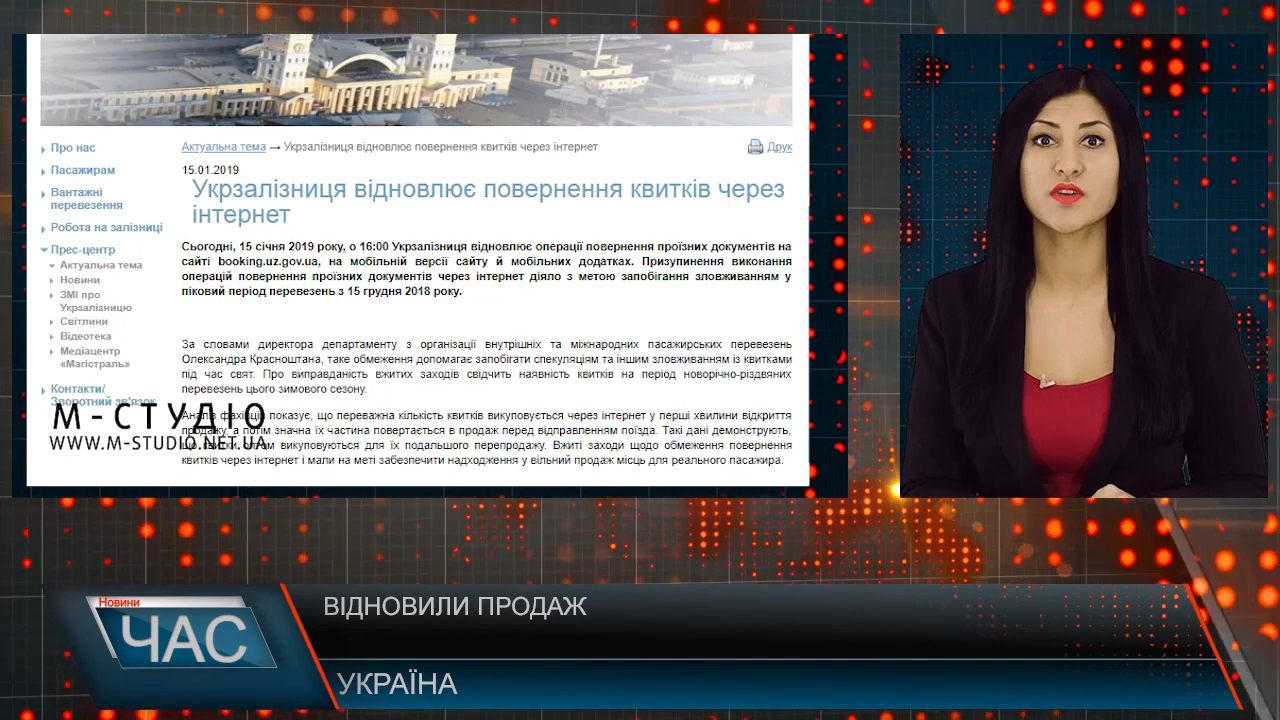 Про нас
Пасажирам
Вантажні
перевезення
Робота на залізниці
Прес-центр
Актуальна тема
Новини
ЗМІ про
Укрзалізницю
Світлини
Відеотека
Медіацентр
«Магістраль»
Контакти/
Зворотний зв'язок
Актуальна тема → Укрзалізниця відновлює повернення квитків через інтернет
Друк
15.01.2019
Укрзалізниця відновлює повернення квитків через
інтернет
Сьогодні, 15 січня 2019 року, о 16:00 Укрзалізниця відновлює операції повернення проїзних документів на
сайті booking.uz.gov.ua, на мобільній версії сайту й мобільних додатках. Призупинення виконання
операцій повернення проїзних документів через інтернет діяло з метою запобігання зловживанням у
піковий період перевезень з 15 грудня 2018 року.
За словами директора департаменту з організації внутрішніх та міжнародних пасажирських перевезень
Олександра Красноштана, таке обмеження допомагає запобігати спекуляціям та іншим зловживанням із квитками
під час свят. Про виправданість вжитих заходів свідчить наявність квитків на період новорічно-різдвяних
перевезень цього зимового сезону.
Аналіз фахівців показує, що переважна кількість квитків викуповується через інтернет у перші хвилини відкриття
продажу, а потім значна їх частина повертається в продаж перед відправленням поїзда. Такі дані демонструють,
що квитки викуповуються для їх подальшого перепродажу. Вжиті заходи щодо обмеження повернення
квитків через інтернет і мали на меті забезпечити надходження у вільний продаж місць для реального пасажира.
М-СТУДІО
WWW.M-STUDIO.NET.UA
Новини
ЧАС
ВІДНОВИЛИ ПРОДАЖ
УКРАЇНА